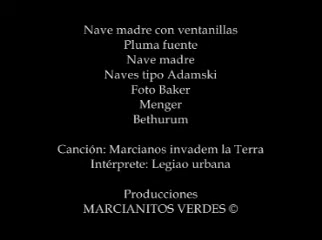 Nave madre con ventanillas
Pluma fuente
Nave madre
Naves tipo Adamski
Foto Baker
Menger
Bethurum
Canción: Marcianos invadem la Terra
Intérprete: Legiao urbana
Producciones
MARCIANITOS VERDES ©